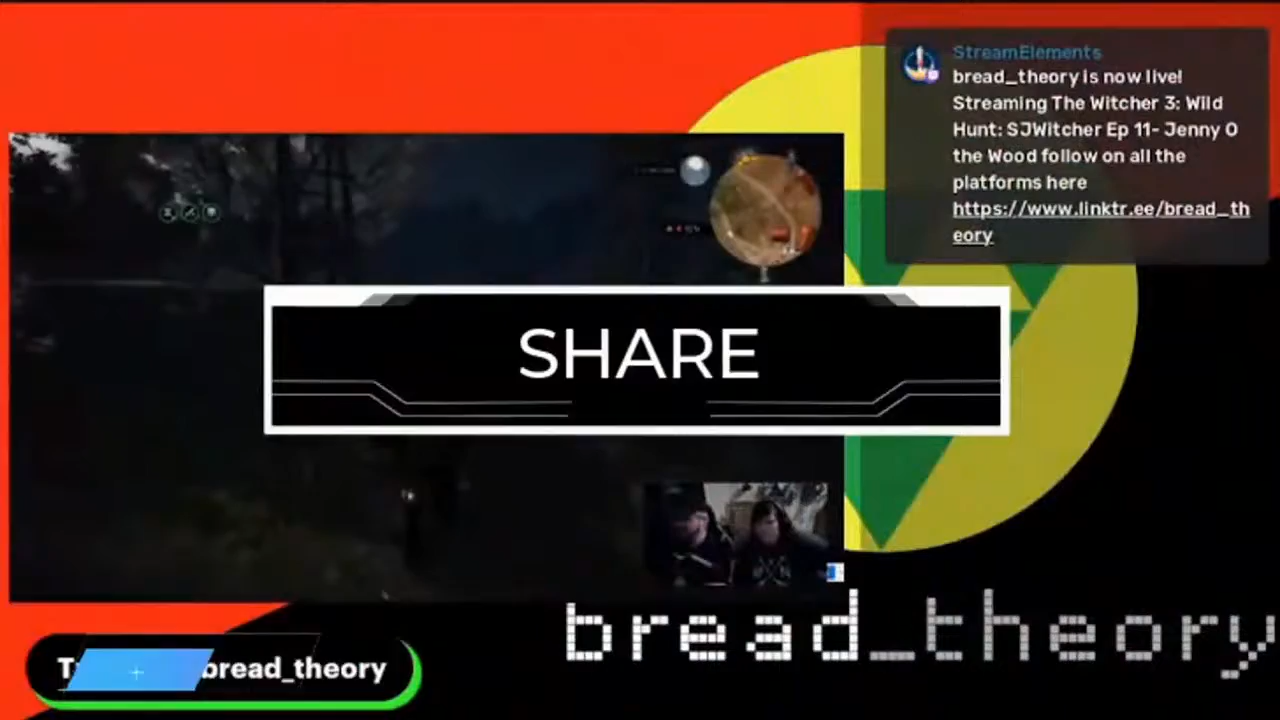 StreamElements
bread_theory is now live!
Streaming The Witcher 3: Wild
Hunt: SJWitcher Ep 11- Jenny O
the Wood follow on all the
platforms here
https://www.linktr.ee/bread_th
eory
SHARE
bread_theory
bread_theory